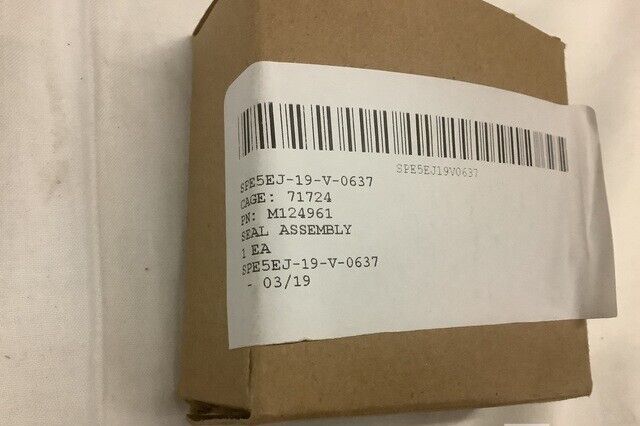 SPE5EJ19V0637
SPE5EJ-19-V-0637
CAGE: 71724
PN: M124961
SEAL ASSEMBLY
1 EA
SPE5EJ-19-V-0637
- 03/19